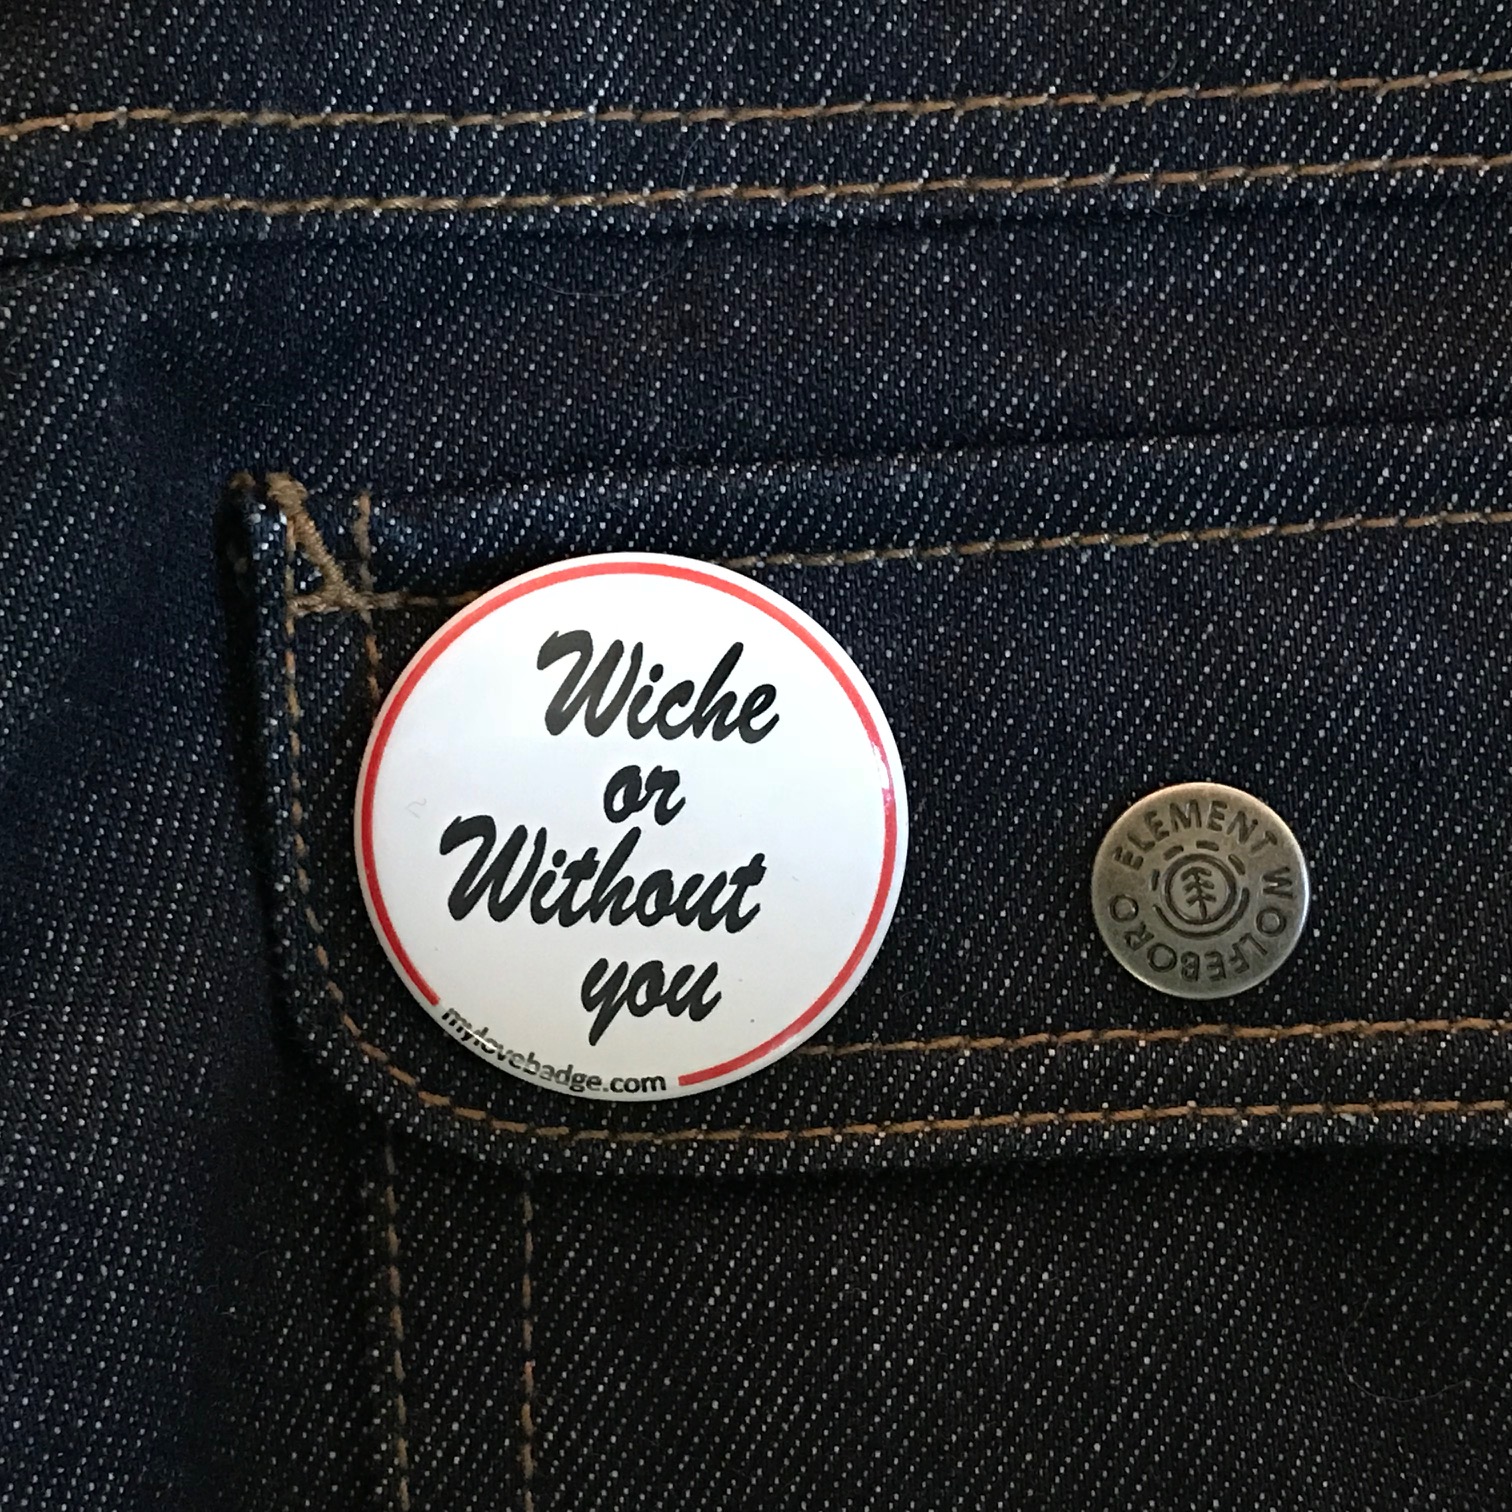 Wiche
or
Without
you
mylovebadge.com
ELEMENT WOLFEBORO